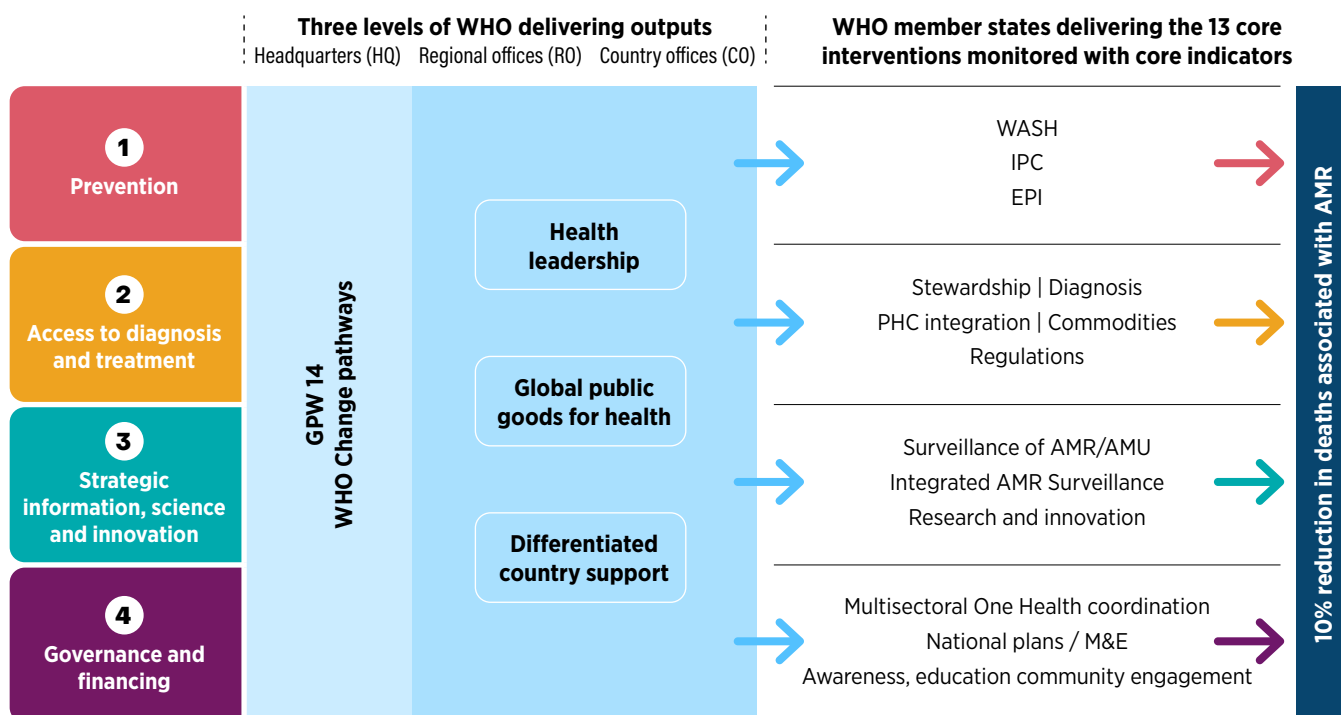 Three levels of WHO delivering outputs
Headquarters (HQ) Regional offices (RO) Country offices (CO)
WHO member states delivering the 13 core
interventions monitored with core indicators
1
Prevention
2
Access to diagnosis
and treatment
3
Strategic
information, science
and innovation
4
Governance and
financing
GPW 14
WHO Change pathways
Health
leadership
Global public
goods for health
Differentiated
country support
WASH
IPC
EPI
Stewardship | Diagnosis
PHC integration | Commodities
Regulations
Surveillance of AMR/AMU
Integrated AMR Surveillance
Research and innovation
Multisectoral One Health coordination
National plans / M&E
Awareness, education community engagement
10% reduction in deaths associated with AMR